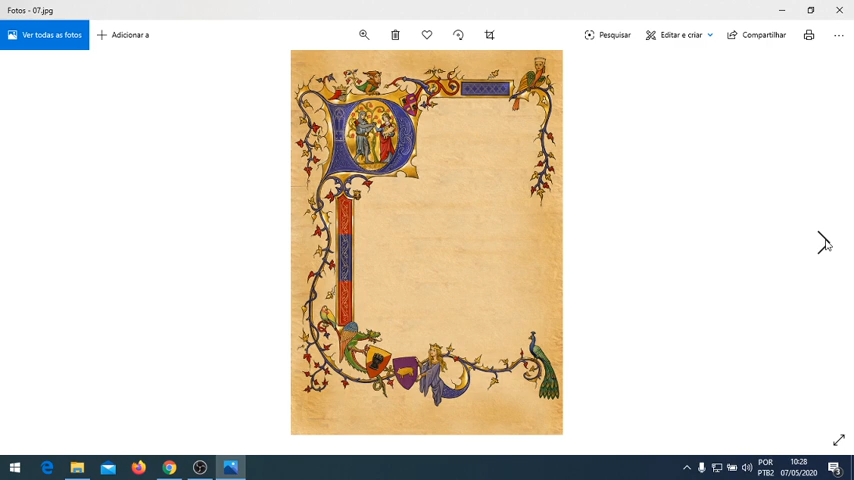 Fotos - 07.jpg
Ver todas as fotos
Adicionar a
Pesquisar
Editar e criar
Compartilhar
POR
10:28
PTB2
07/05/2020
3